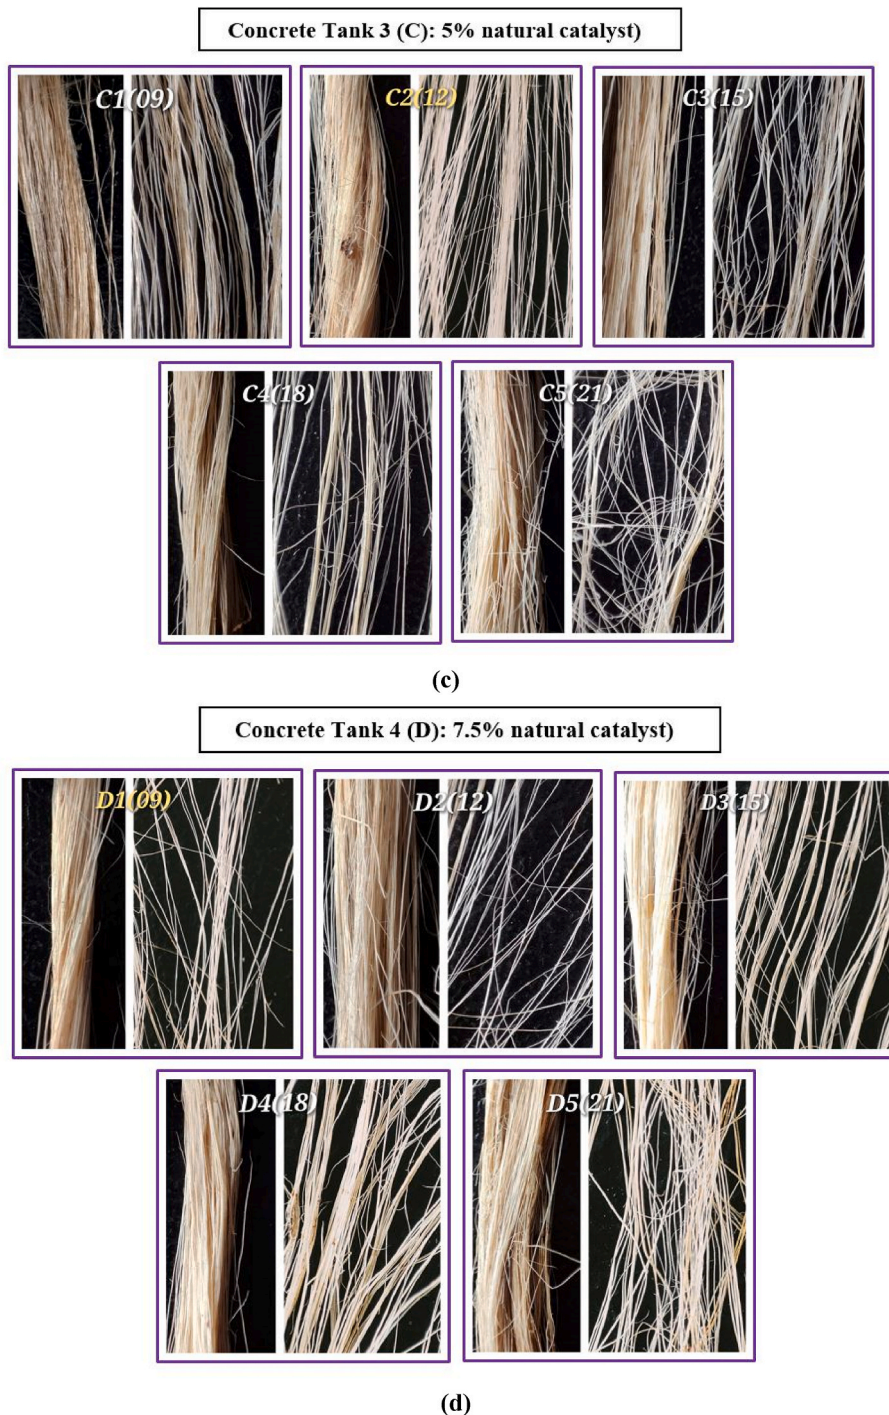 Concrete Tank 3 (C): 5% natural catalyst)
C1(09)
C2(12)
C3(15)
C4(18)
C5(21)
(c)
Concrete Tank 4 (D): 7.5% natural catalyst)
D1(09)
D2(12)
D3(15)
D4(18)
D5(21)
(d)